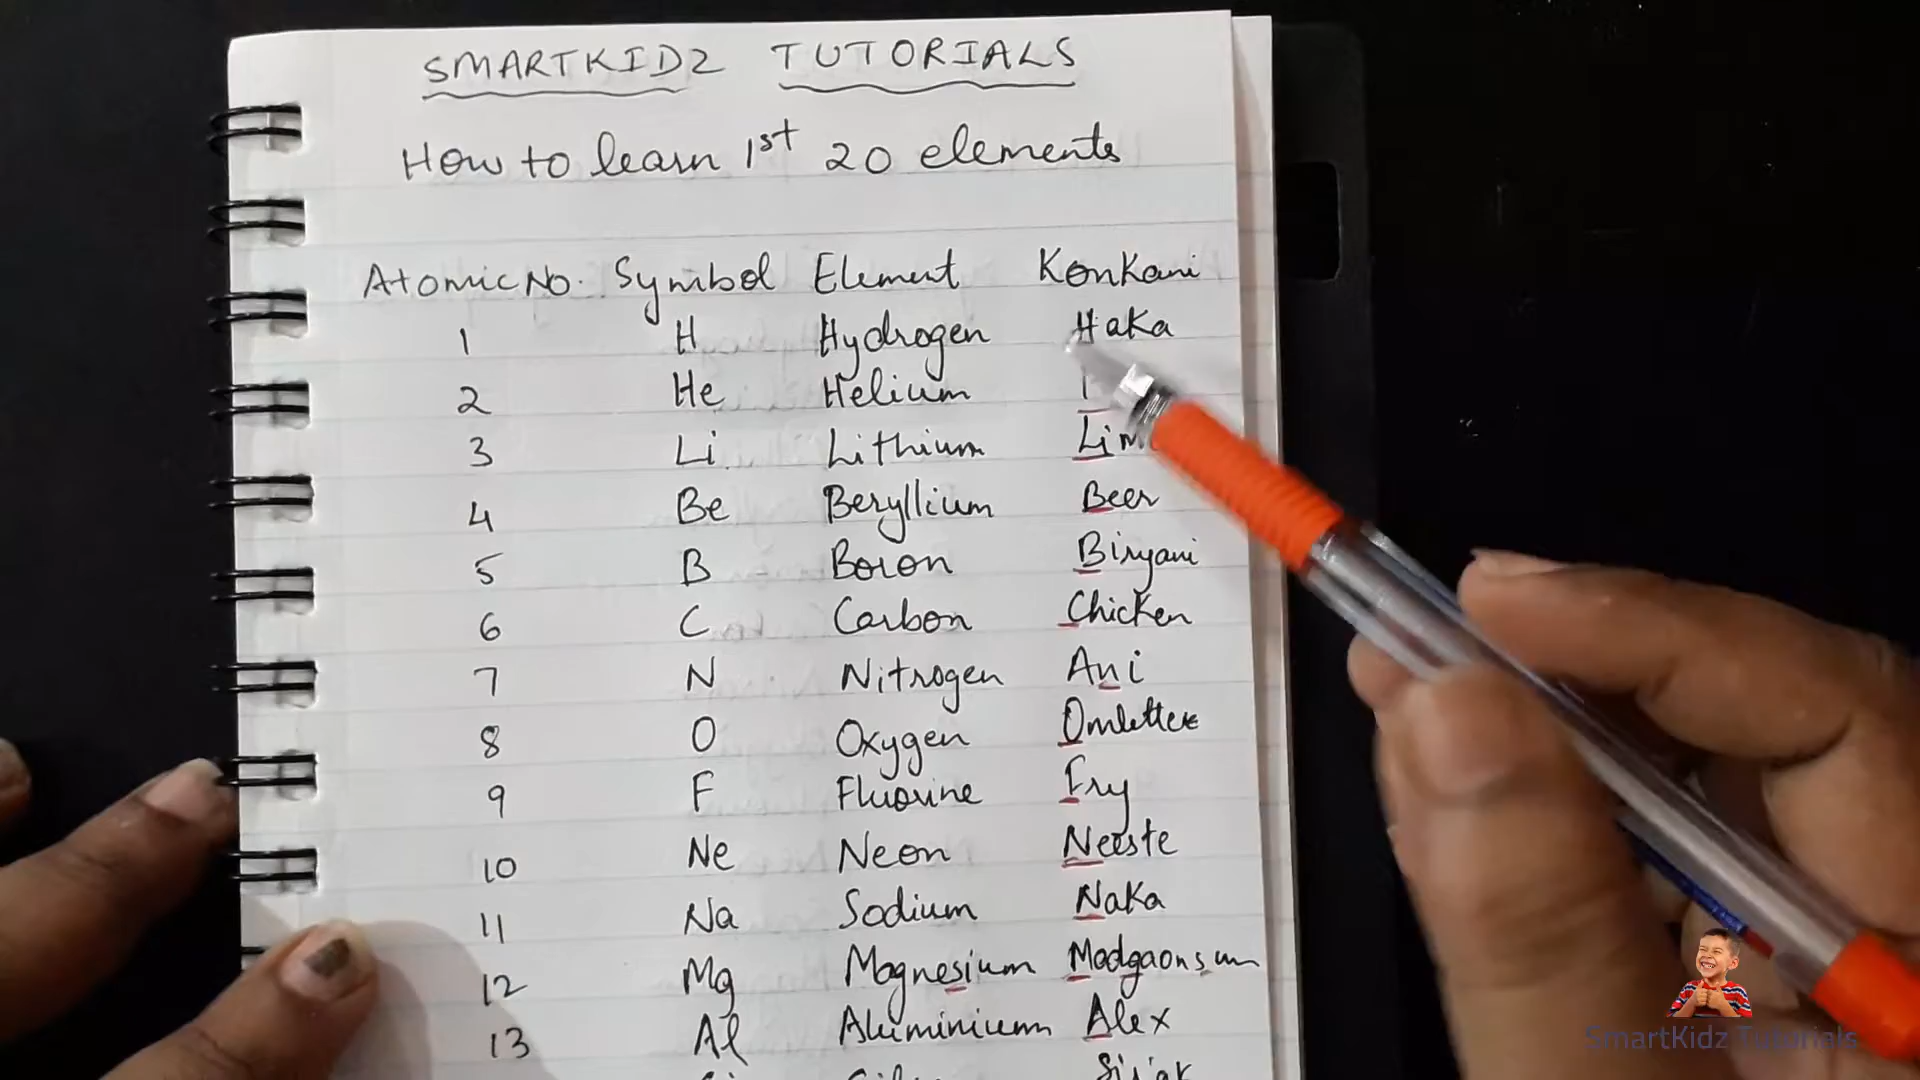 SMARTKIDZ TUTORIALS
How to learn 1st 20 elements
Atomic No. Symbol Element Konkani
1 H Hydrogen Haka
2 He Helium
3 Li Lithium
4 Be Beryllium Beer
5 B Boron Biryani
6 C Carbon Chicken
7 N Nitrogen Ani
8 O Oxygen Omlette
9 F Fluorine Fry
10 Ne Neon Neeste
11 Na Sodium Naka
12 Mg Magnesium Madgaonsum
13 Al Aluminium Alex
SmartKidz Tuturials